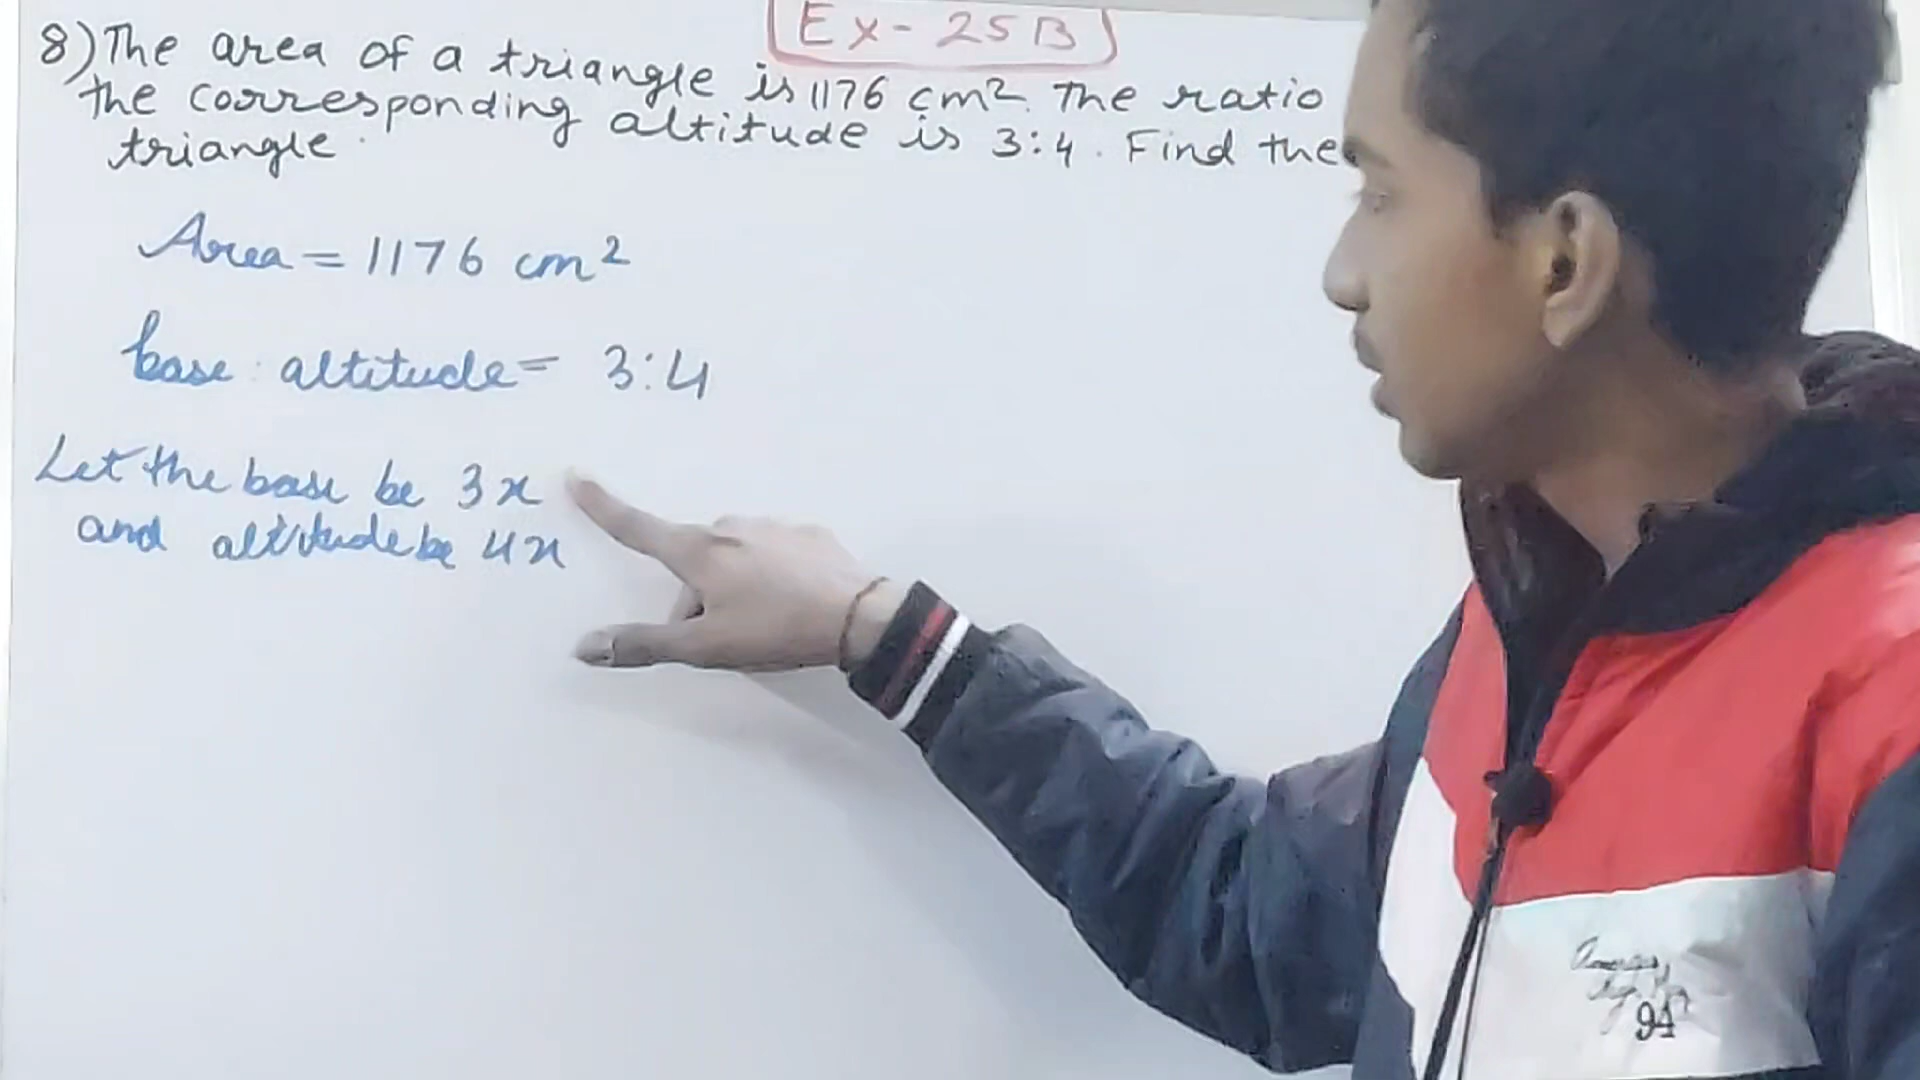 Ex-25B
8) The area of a triangle is 1176 cm². The ratio
the corresponding altitude is 3:4. Find the
triangle.
Area = 1176 cm²
base : altitude = 3:4
Let the base be 3x
and altitude be 4x
94